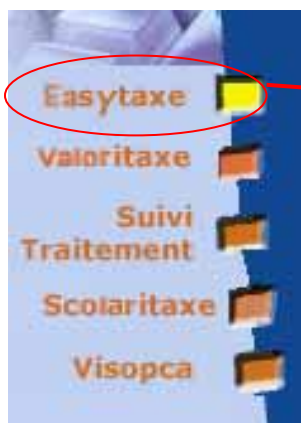 Easytaxe
Valoritaxe
Suivi
Traitement
Scolaritaxe
Visopca